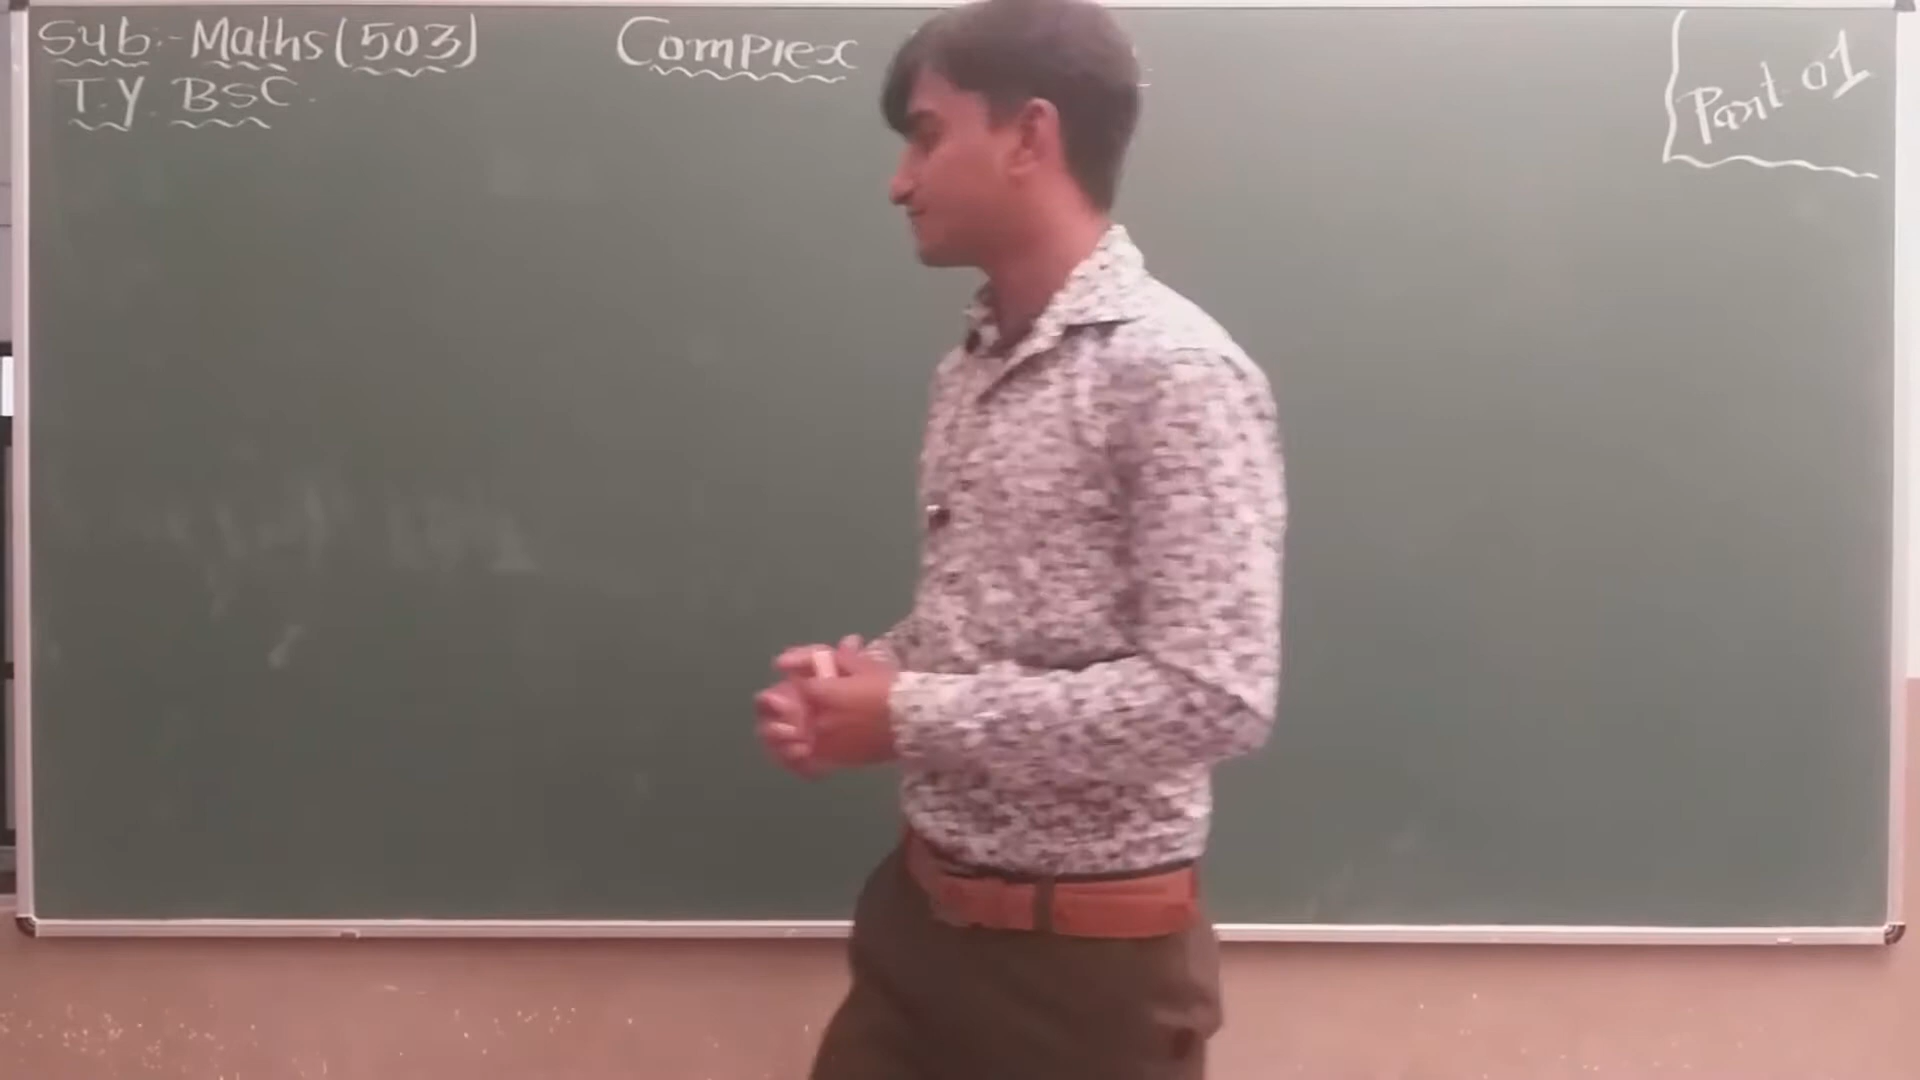 Sub:- Maths (503)
T.Y. BSC.
Complex
Part 01